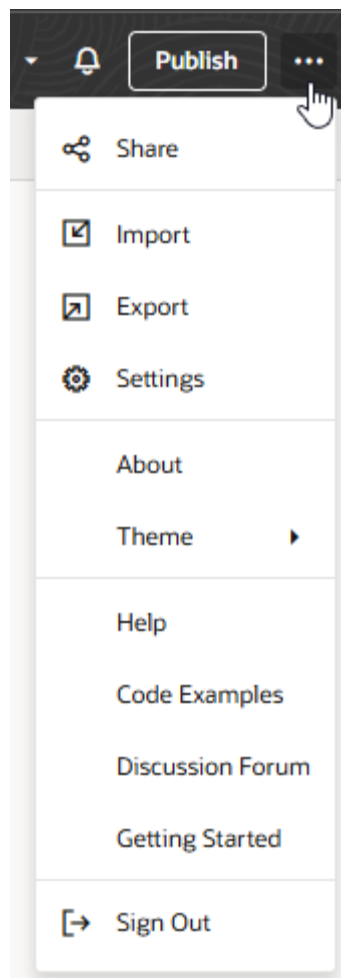 Publish
Share
Import
Export
Settings
About
Theme
Help
Code Examples
Discussion Forum
Getting Started
Sign Out